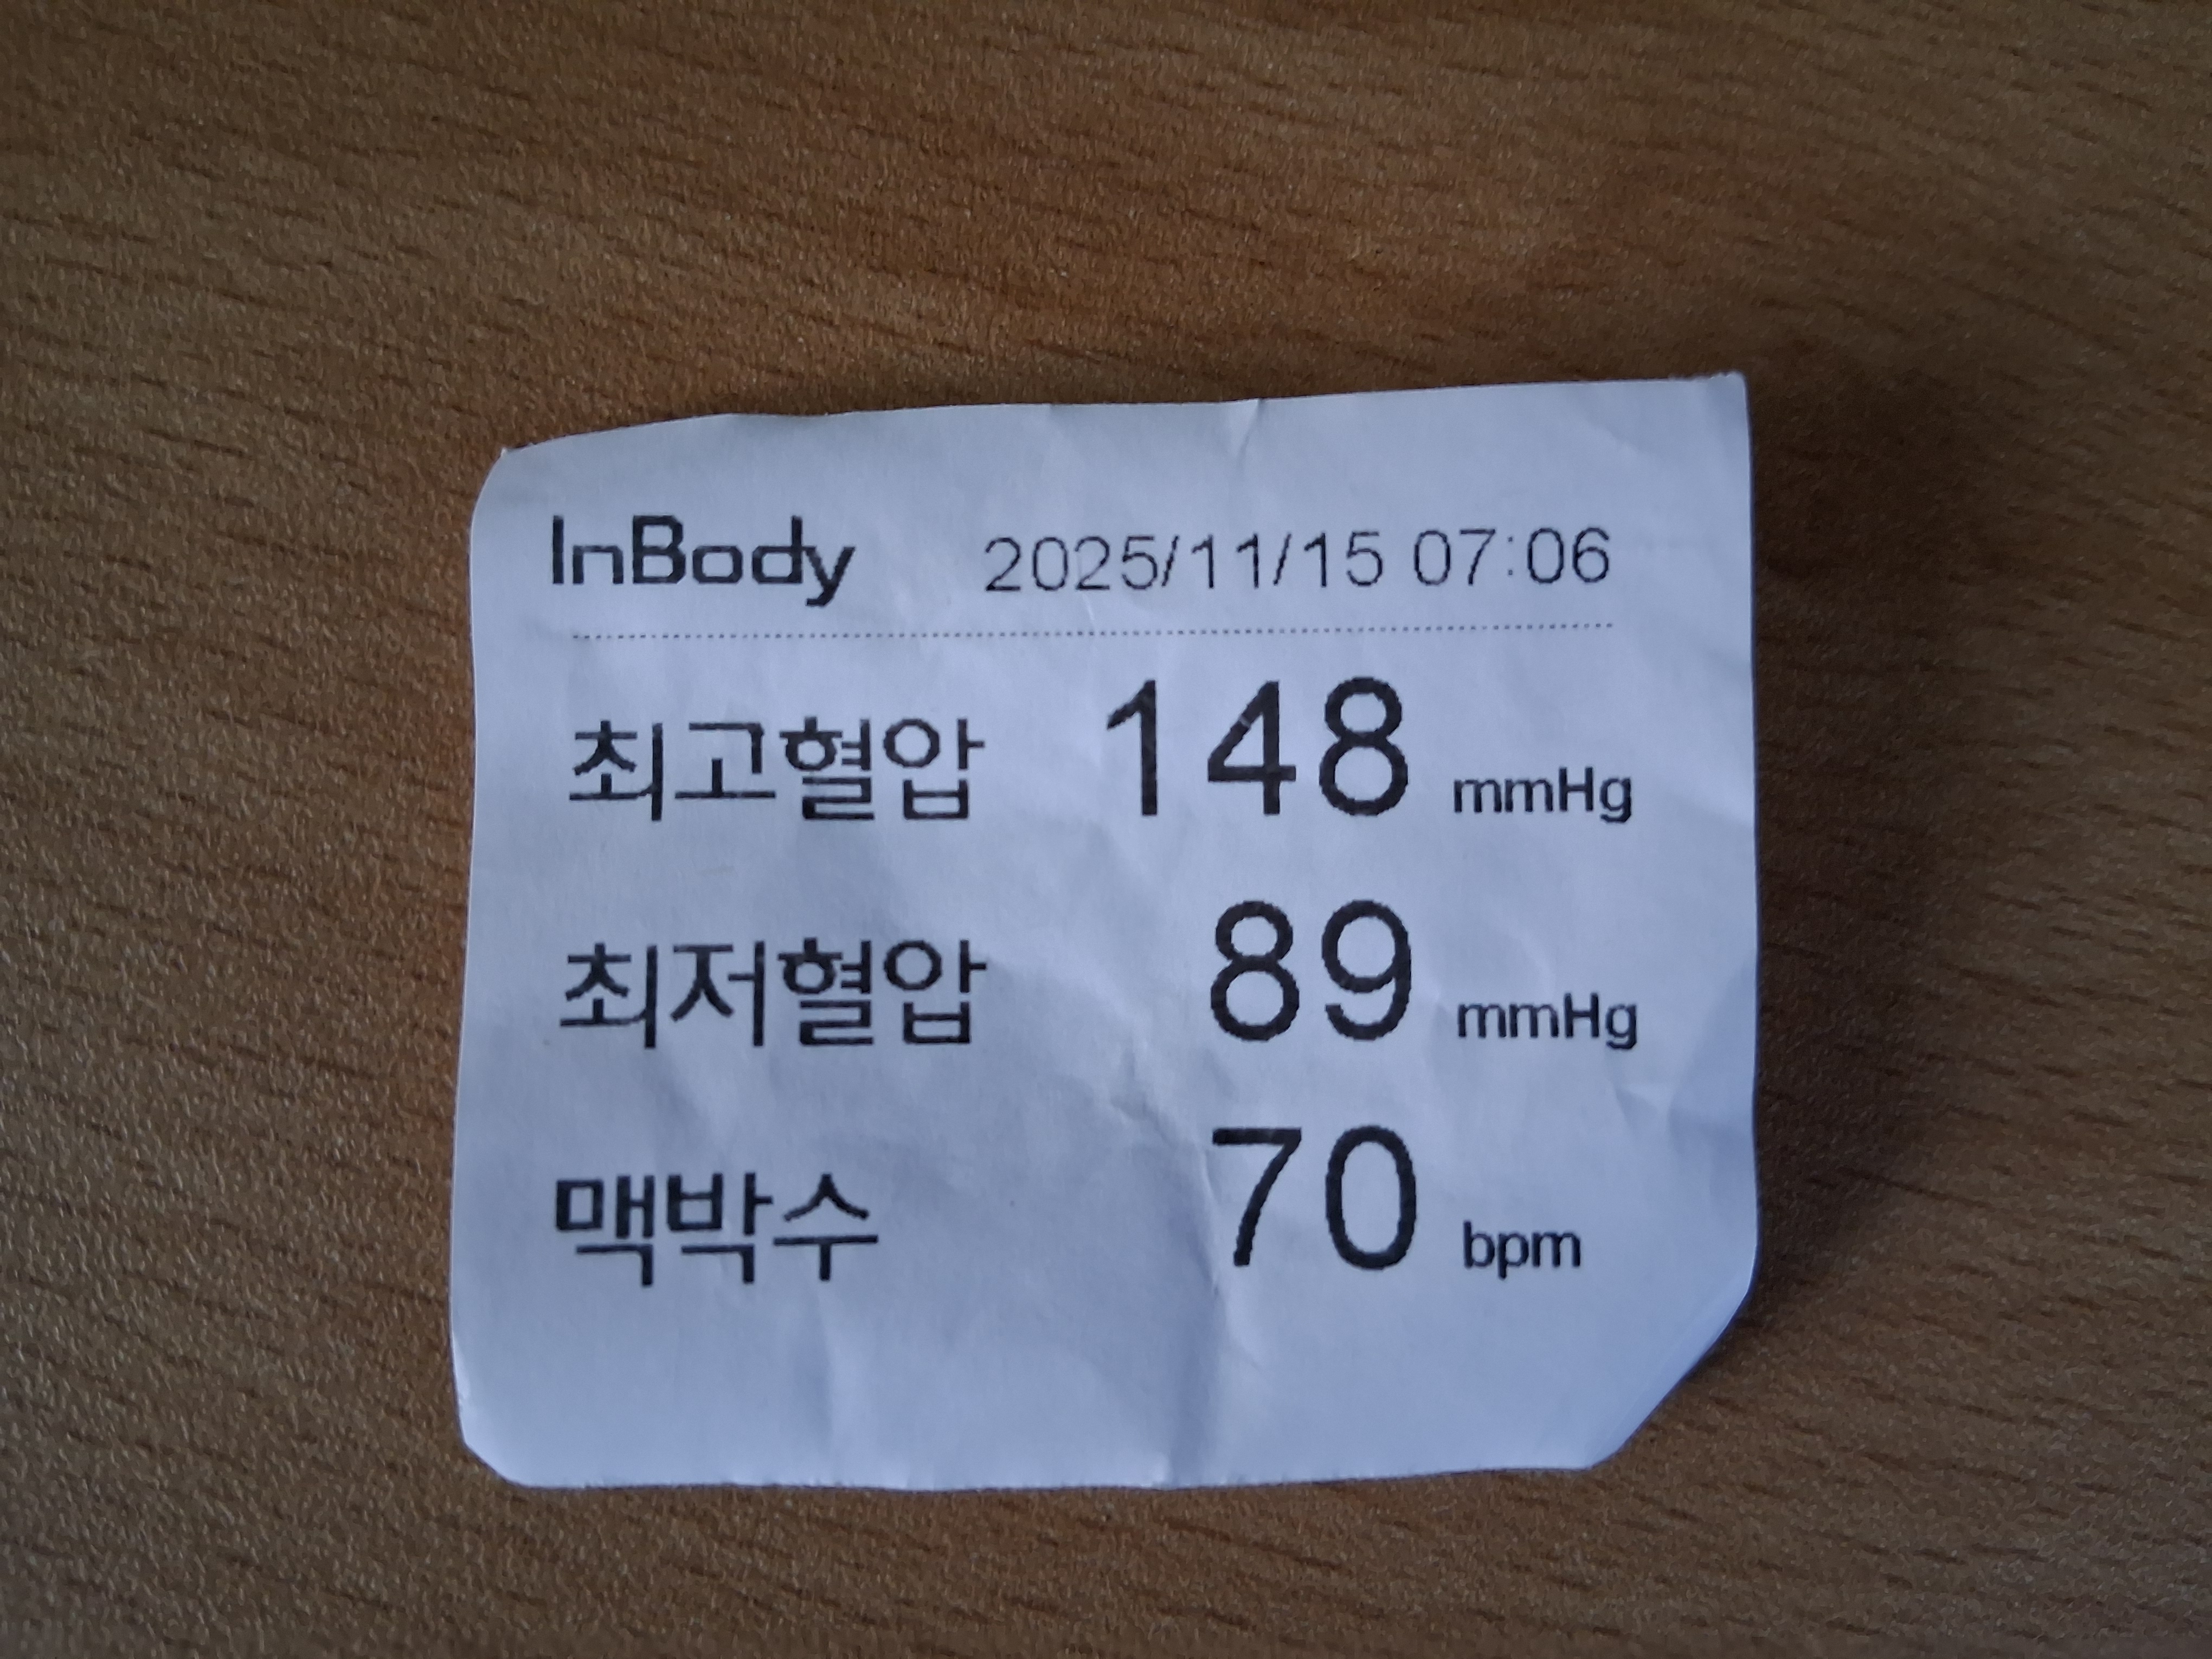 InBody 2025/11/15 07:06
최고혈압 148 mmHg
최저혈압 89 mmHg
맥박수 70 bpm